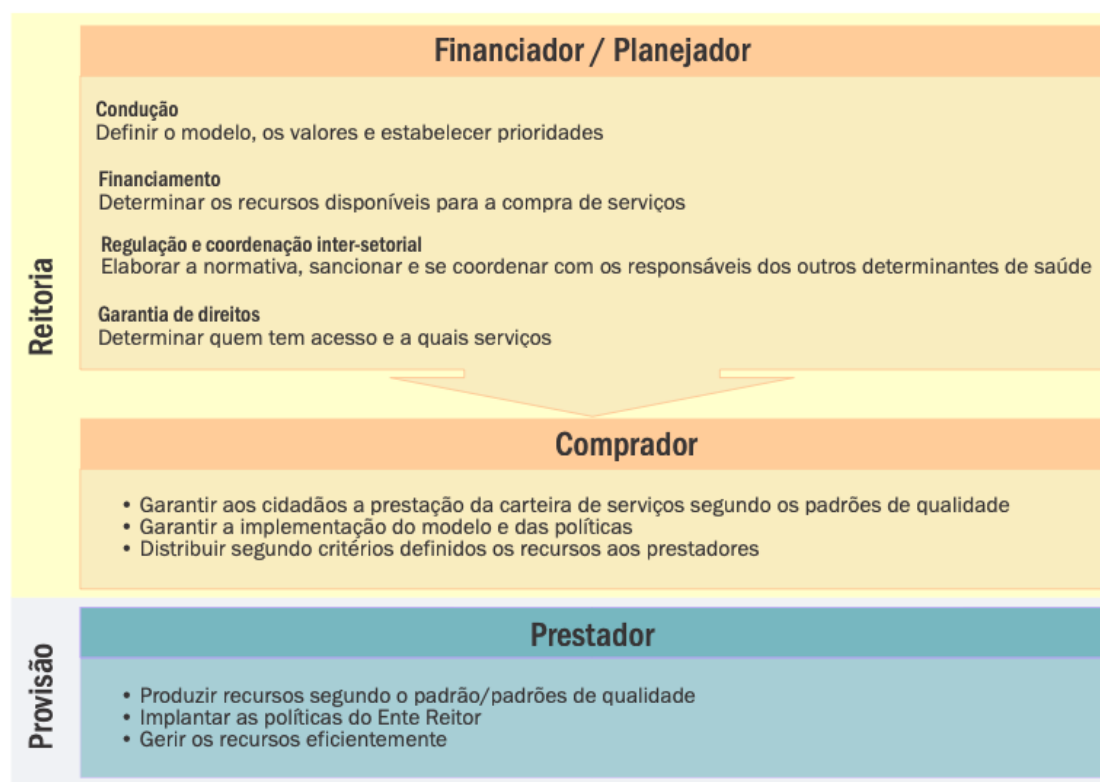 Reitoria
Financiador / Planejador
Condução
Definir o modelo, os valores e estabelecer prioridades
Financiamento
Determinar os recursos disponíveis para a compra de serviços
Regulação e coordenação inter-setorial
Elaborar a normativa, sancionar e se coordenar com os responsáveis dos outros determinantes de saúde
Garantia de direitos
Determinar quem tem acesso e a quais serviços
Comprador
• Garantir aos cidadãos a prestação da carteira de serviços segundo os padrões de qualidade
• Garantir a implementação do modelo e das políticas
• Distribuir segundo critérios definidos os recursos aos prestadores
Provisão
Prestador
• Produzir recursos segundo o padrão/padrões de qualidade
• Implantar as políticas do Ente Reitor
• Gerir os recursos eficientemente